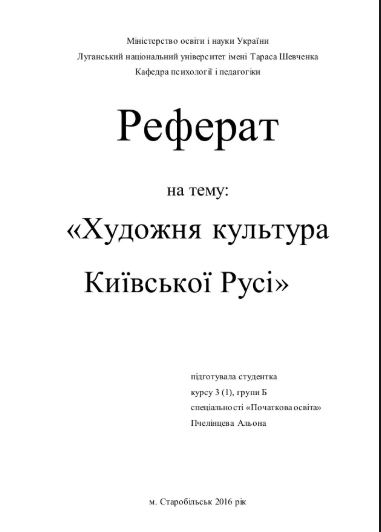 Міністерство освіти і науки України
Луганський національний університет імені Тараса Шевченка
Кафедра психології і педагогіки
Реферат
на тему:
«Художня культура
Київської Русі»
підготувала студентка
курсу 3 (1), групи Б
спеціальності «Початкова освіта»
Пчелінцева Альона
м. Старобільськ 2016 рік